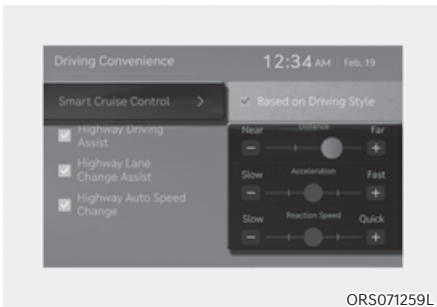 Driving Convenience
12:34 AM Feb. 19
Smart Cruise Control >
Based on Driving Style
Highway Driving
Assist
Highway Lane
Change Assist
Highway Auto Speed
Change
Near Distance Far
Slow Acceleration Fast
Slow Reaction Speed Quick
ORS071259L